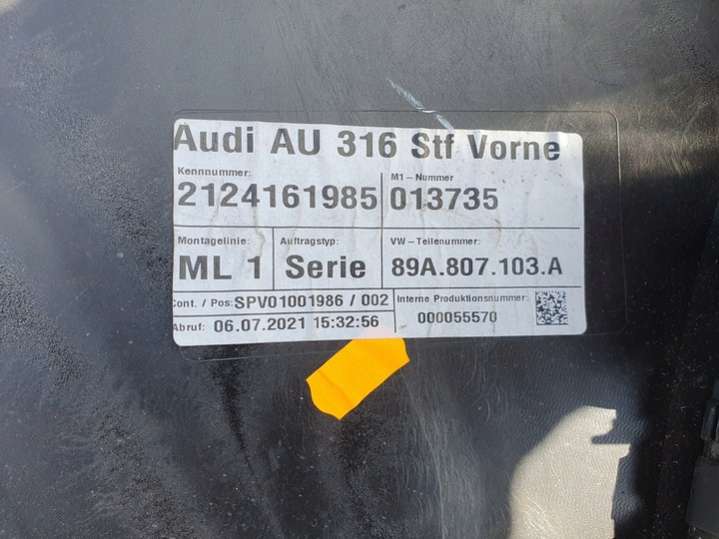 Audi AU 316 Stf Vorne
Kennnummer:
2124161985
M1-Nummer
013735
Montagelinie:
ML 1
Auftragstyp:
Serie
VW-Teilenummer:
89A.807.103.A
Cont. / Pos: SPV01001986 / 002
Abruf: 06.07.2021 15:32:56
Interne Produktionsnummer:
000055570